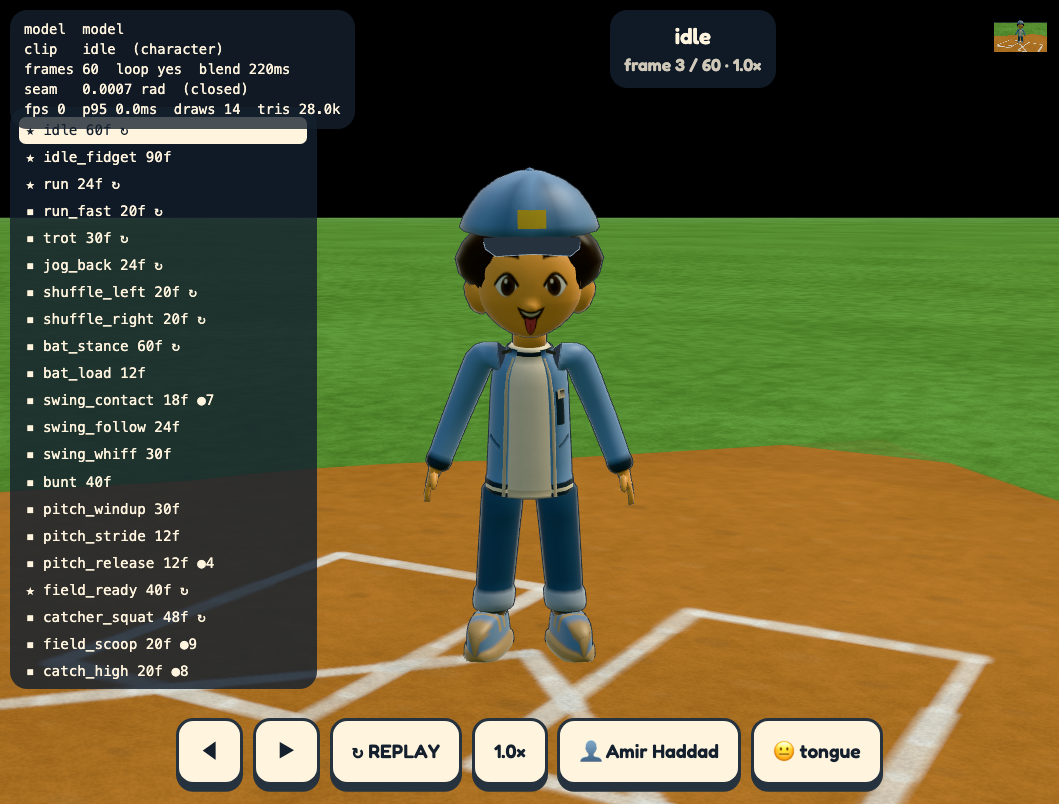 model model
clip idle (character)
frames 60 loop yes blend 220ms
seam 0.0007 rad (closed)
fps 0 p95 0.0ms draws 14 tris 28.0k
★ idle 60f ↻
★ idle_fidget 90f
★ run 24f ↻
▪ run_fast 20f ↻
▪ trot 30f ↻
▪ jog_back 24f ↻
▪ shuffle_left 20f ↻
▪ shuffle_right 20f ↻
▪ bat_stance 60f ↻
▪ bat_load 12f
▪ swing_contact 18f ●7
▪ swing_follow 24f
▪ swing_whiff 30f
▪ bunt 40f
▪ pitch_windup 30f
▪ pitch_stride 12f
▪ pitch_release 12f ●4
★ field_ready 40f ↻
▪ catcher_squat 48f ↻
▪ field_scoop 20f ●9
▪ catch_high 20f ●8
idle
frame 3 / 60 · 1.0x
◀ ▶ ↻ REPLAY 1.0x 👤 Amir Haddad 😐 tongue